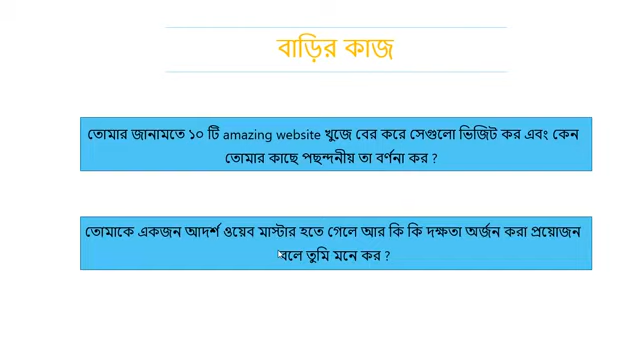 বাড়ির কাজ
তোমার জানামতে ১০ টি amazing website খুজে বের করে সেগুলো ভিজিট কর এবং কেন
তোমার কাছে পছন্দনীয় তা বর্ণনা কর ?
তোমাকে একজন আদর্শ ওয়েব মাস্টার হতে গেলে আর কি কি দক্ষতা অর্জন করা প্রয়োজন
বলে তুমি মনে কর ?